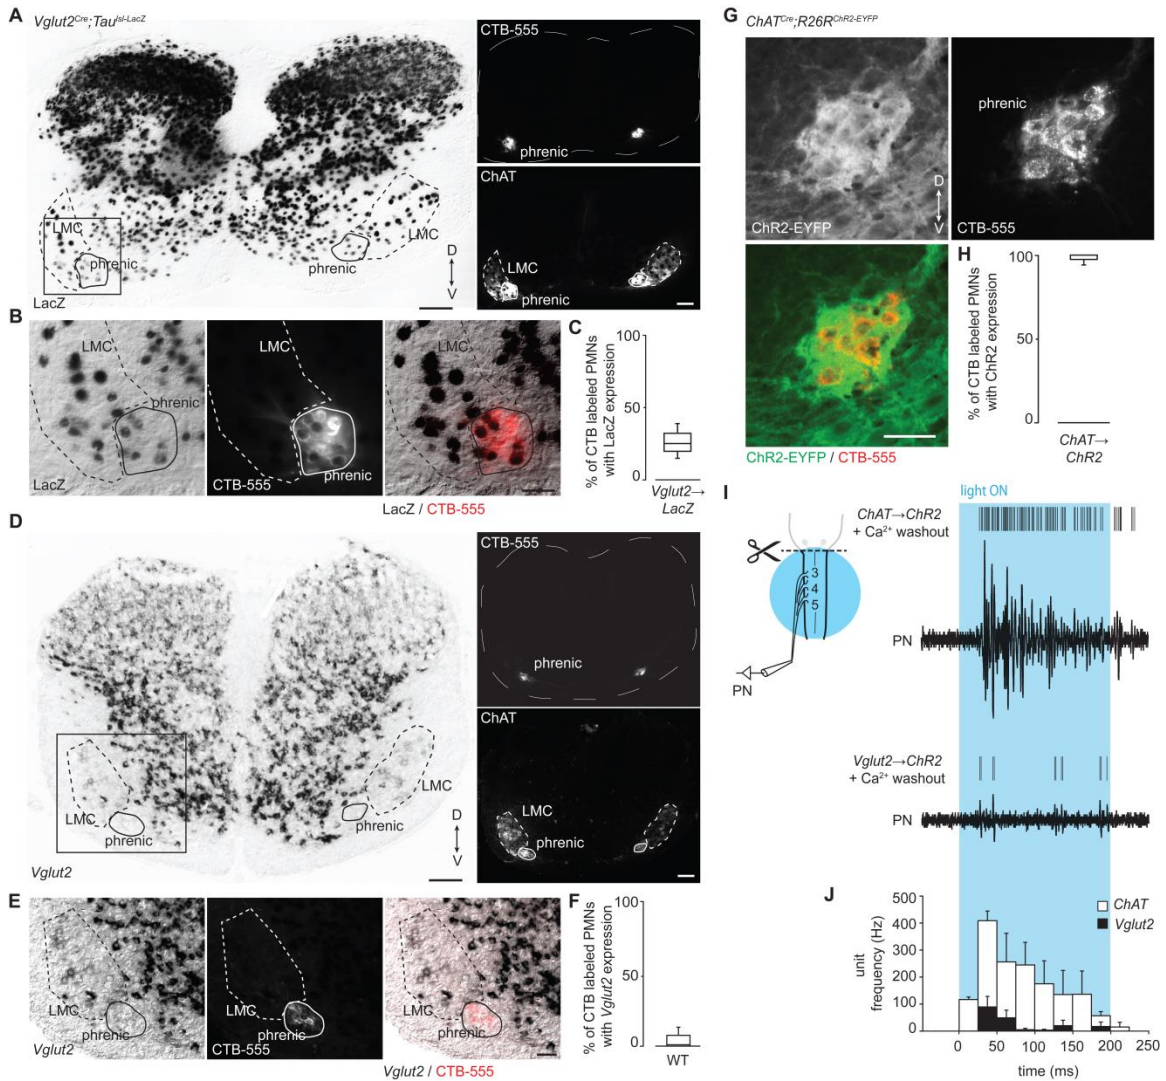 A
Vglut2Cre;Taulsl-LacZ
LMC
phrenic
LacZ
phrenic
LMC
D
V
CTB-555
phrenic
ChAT
LMC
phrenic
B
LMC
phrenic
LacZ
LMC
CTB-555
phrenic
LMC
phrenic
LacZ / CTB-555
C
% of CTB labeled PMNs
with LacZ expression
100
50
0
Vglut2→
LacZ
D
LMC
phrenic
Vglut2
phrenic
LMC
D
V
CTB-555
phrenic
ChAT
LMC
phrenic
E
LMC
phrenic
Vglut2
LMC
phrenic
CTB-555
LMC
phrenic
Vglut2 / CTB-555
F
% of CTB labeled PMNs
with Vglut2 expression
100
50
0
WT
G
ChATCre;R26RChR2-EYFP
D
V
ChR2-EYFP
phrenic
CTB-555
ChR2-EYFP / CTB-555
H
% of CTB labeled PMNs
with ChR2 expression
100
50
0
ChAT→
ChR2
I
light ON
ChAT→ChR2
+ Ca2+ washout
3
4
5
PN
PN
Vglut2→ChR2
+ Ca2+ washout
PN
J
ChAT
Vglut2
unit
frequency (Hz)
500
400
300
200
100
0
0
50
100
150
200
250
time (ms)